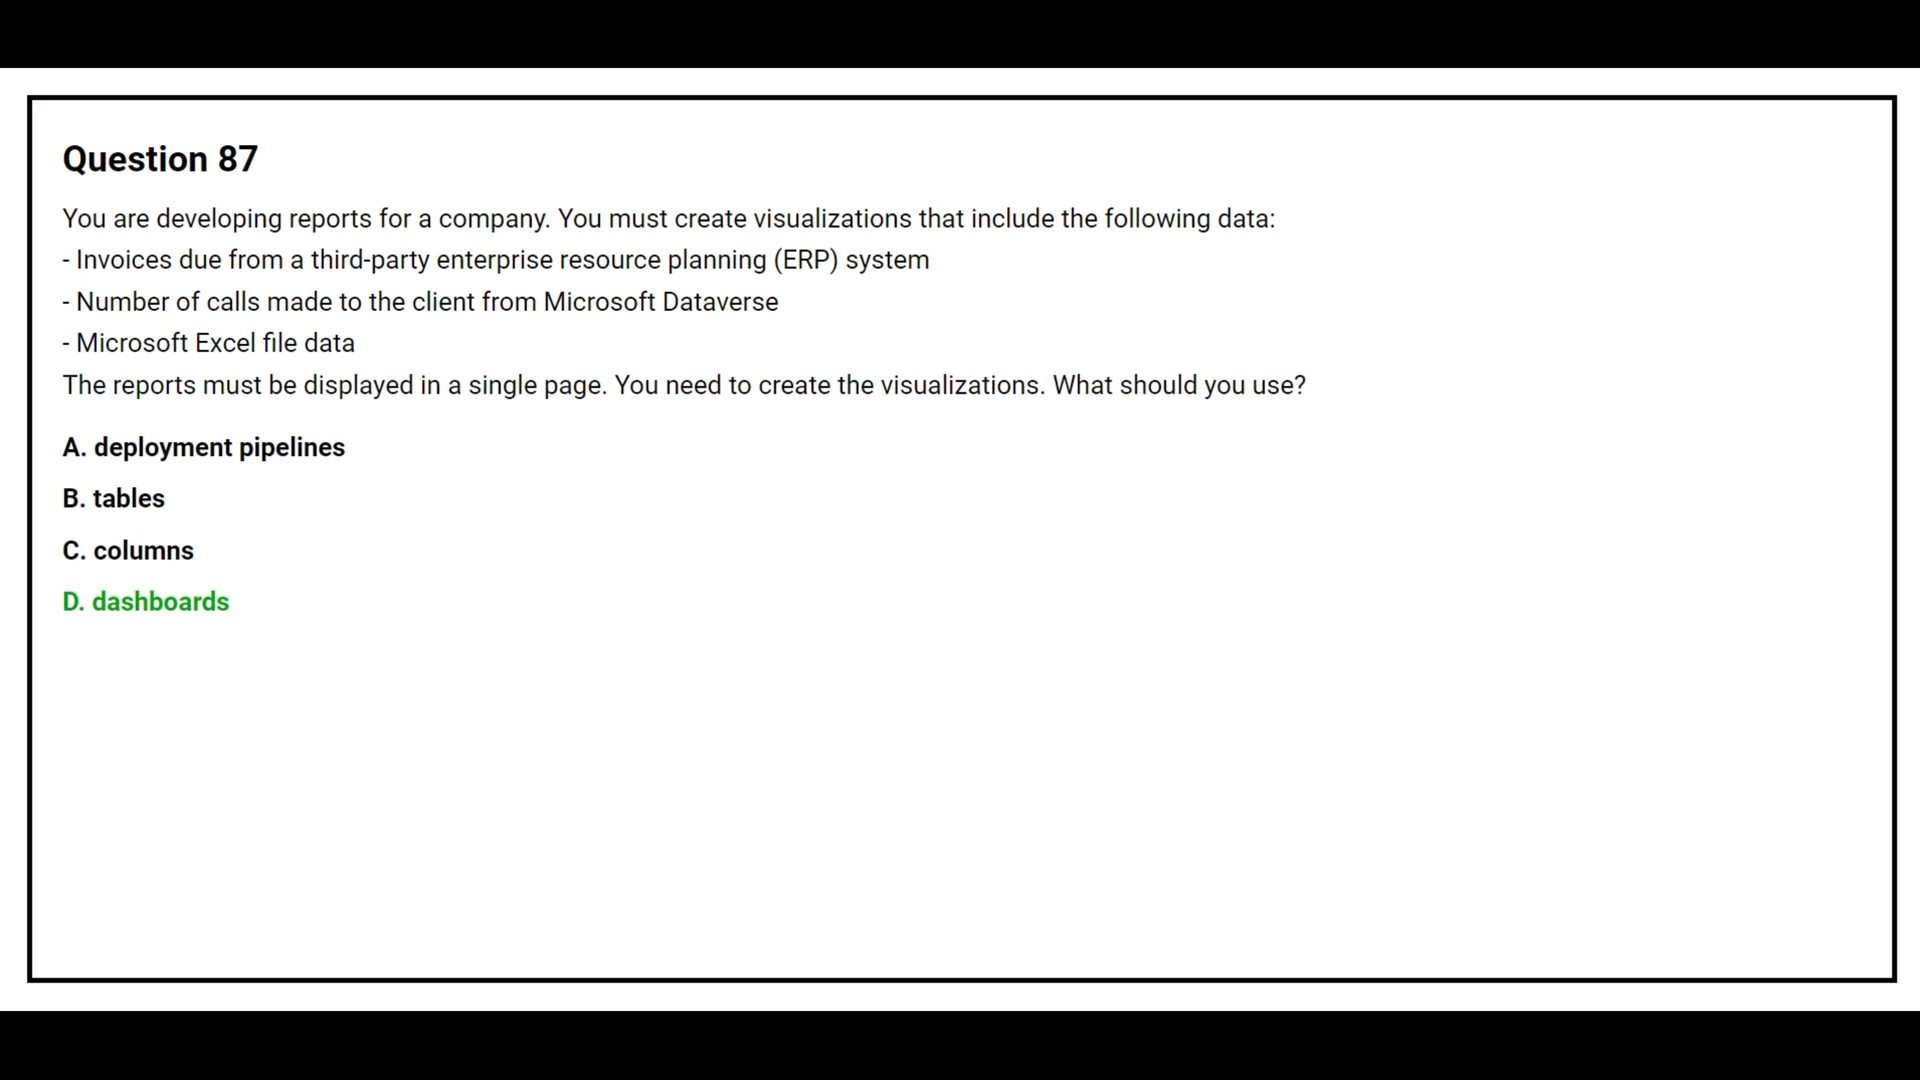 Question 87
You are developing reports for a company. You must create visualizations that include the following data:
- Invoices due from a third-party enterprise resource planning (ERP) system
- Number of calls made to the client from Microsoft Dataverse
- Microsoft Excel file data
The reports must be displayed in a single page. You need to create the visualizations. What should you use?
A. deployment pipelines
B. tables
C. columns
D. dashboards